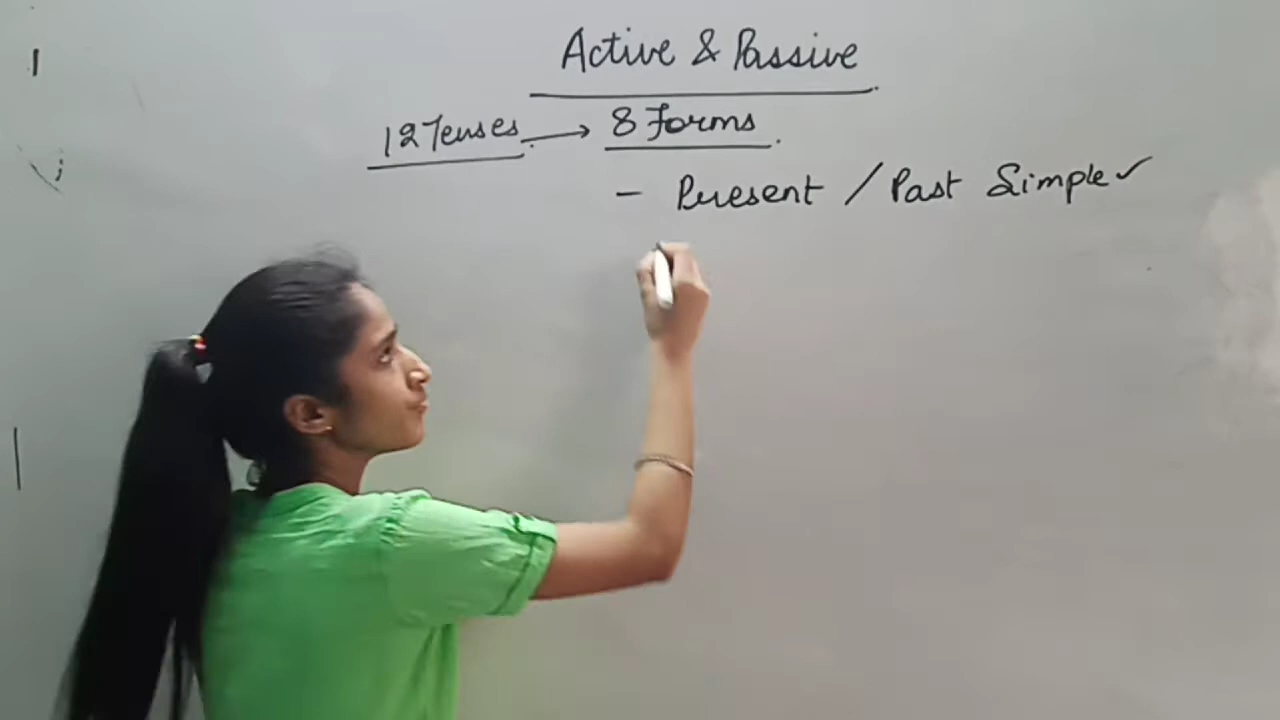 Active & Passive
12 Tenses → 8 Forms
- Present / Past Simple ✓